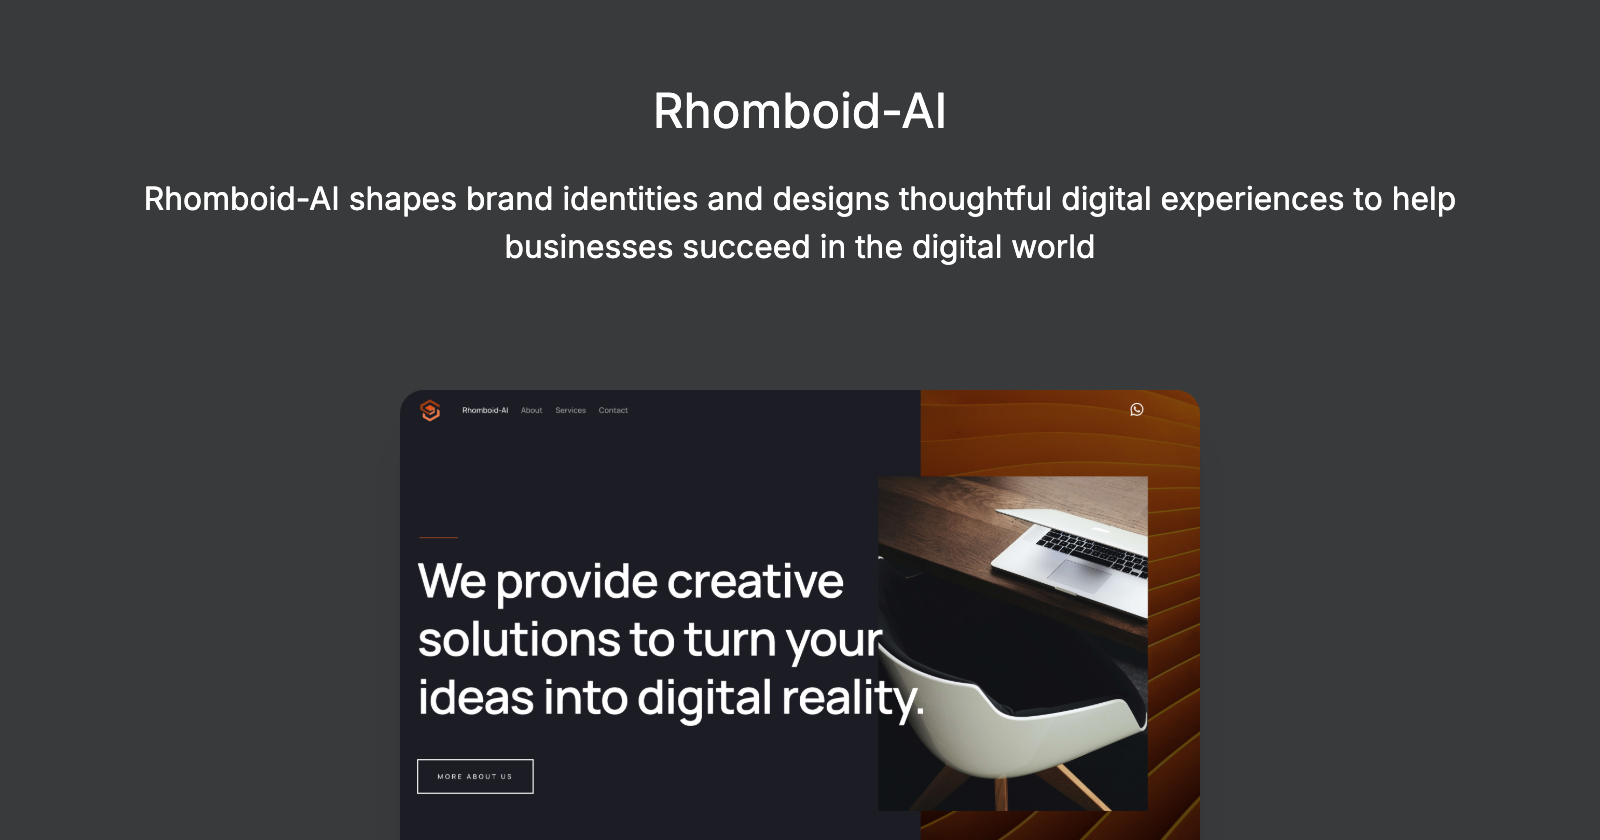 Rhomboid-AI
Rhomboid-AI shapes brand identities and designs thoughtful digital experiences to help
businesses succeed in the digital world
Rhomboid-AI About Services Contact
We provide creative
solutions to turn your
ideas into digital reality.
MORE ABOUT US